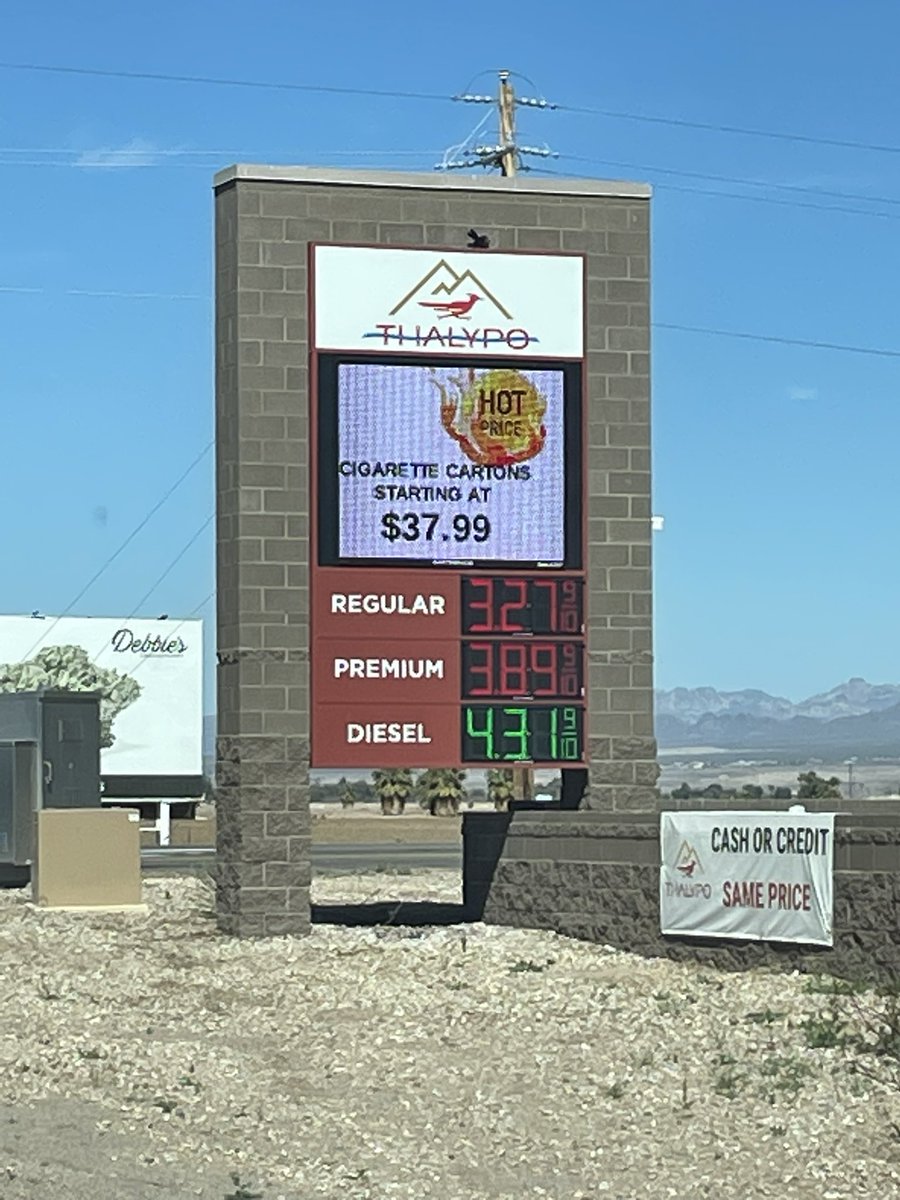 THALYPO
HOT
PRICE
CIGARETTE CARTONS
STARTING AT
$37.99
REGULAR 3.27 9/10
PREMIUM 3.89 9/10
DIESEL 4.31 9/10
Debbie's
CASH OR CREDIT
THALYPO SAME PRICE